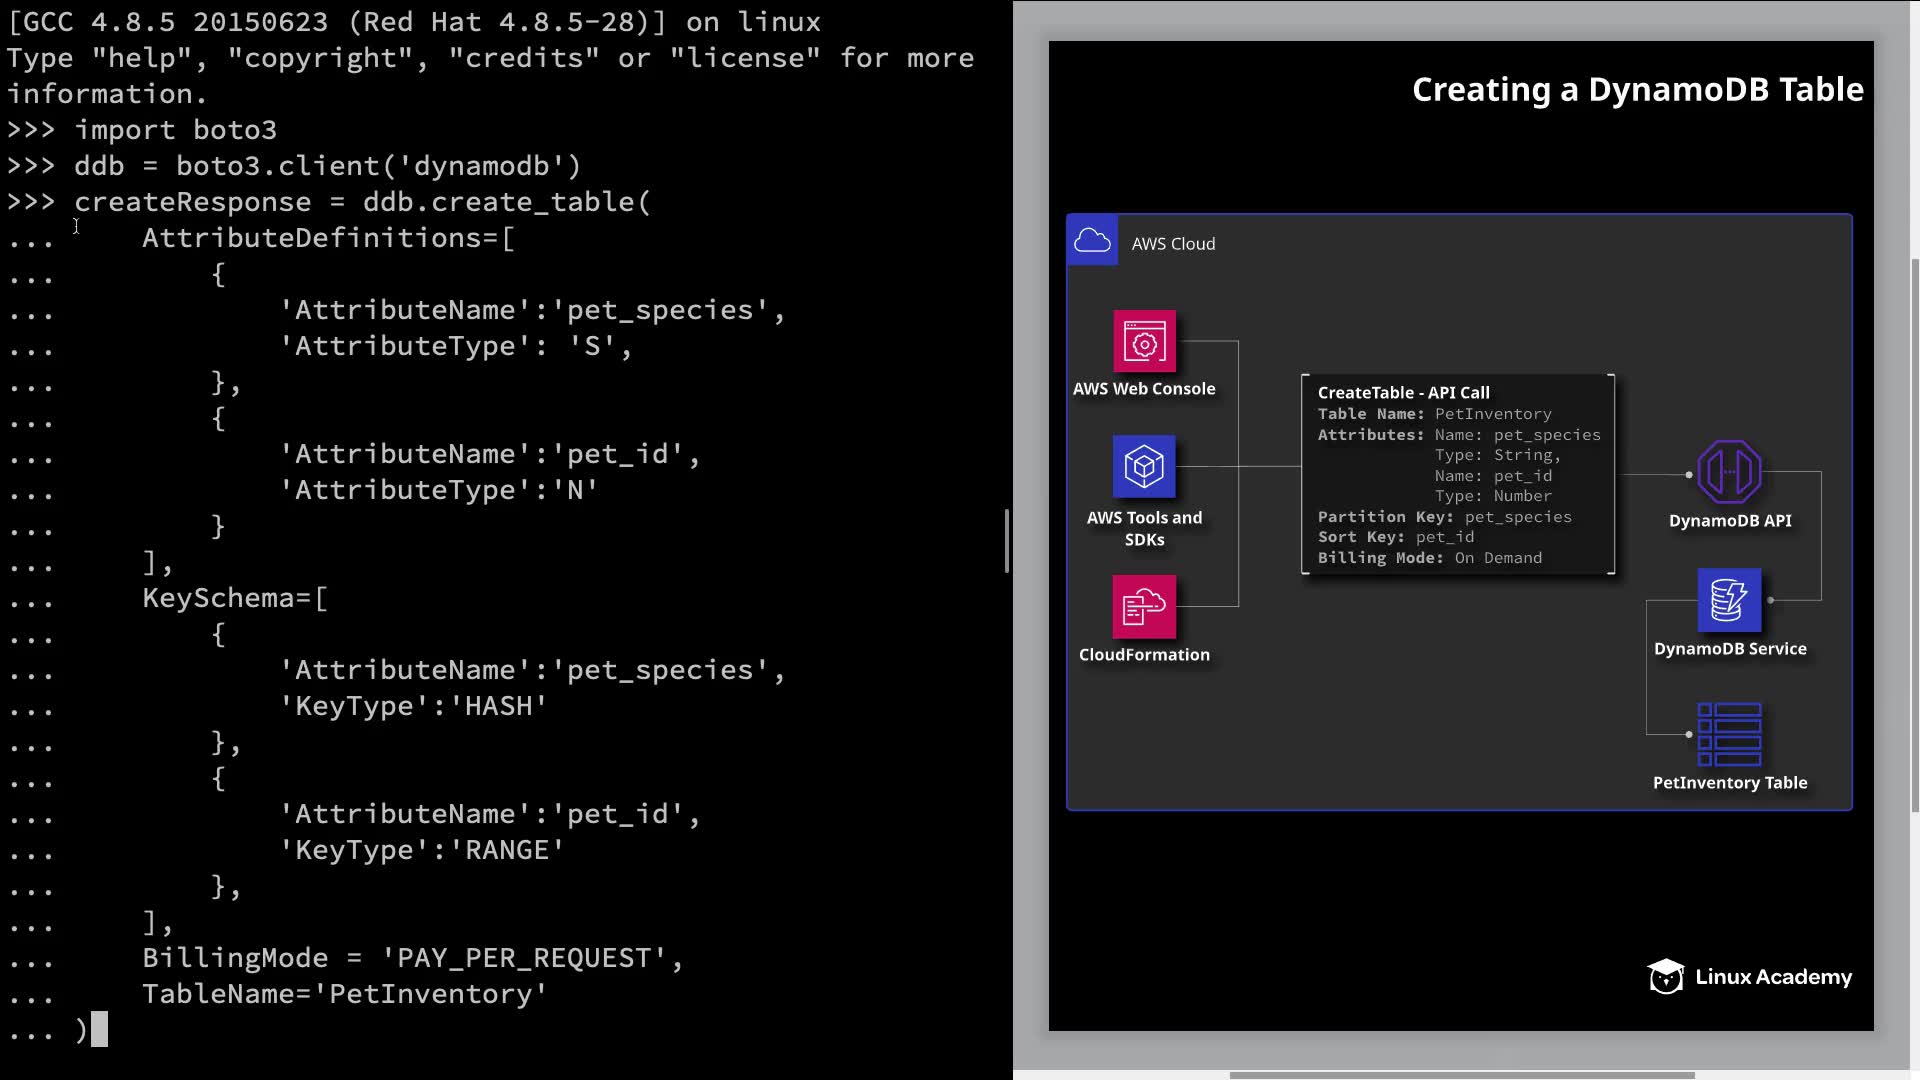 [GCC 4.8.5 20150623 (Red Hat 4.8.5-28)] on linux
Type "help", "copyright", "credits" or "license" for more
information.
>>> import boto3
>>> ddb = boto3.client('dynamodb')
>>> createResponse = ddb.create_table(
...     AttributeDefinitions=[
...         {
...             'AttributeName':'pet_species',
...             'AttributeType': 'S',
...         },
...         {
...             'AttributeName':'pet_id',
...             'AttributeType':'N'
...         }
...     ],
...     KeySchema=[
...         {
...             'AttributeName':'pet_species',
...             'KeyType':'HASH'
...         },
...         {
...             'AttributeName':'pet_id',
...             'KeyType':'RANGE'
...         },
...     ],
...     BillingMode = 'PAY_PER_REQUEST',
...     TableName='PetInventory'
... )
Creating a DynamoDB Table
AWS Cloud
AWS Web Console
AWS Tools and
SDKs
CloudFormation
CreateTable - API Call
Table Name: PetInventory
Attributes: Name: pet_species
Type: String,
Name: pet_id
Type: Number
Partition Key: pet_species
Sort Key: pet_id
Billing Mode: On Demand
DynamoDB API
DynamoDB Service
PetInventory Table
Linux Academy